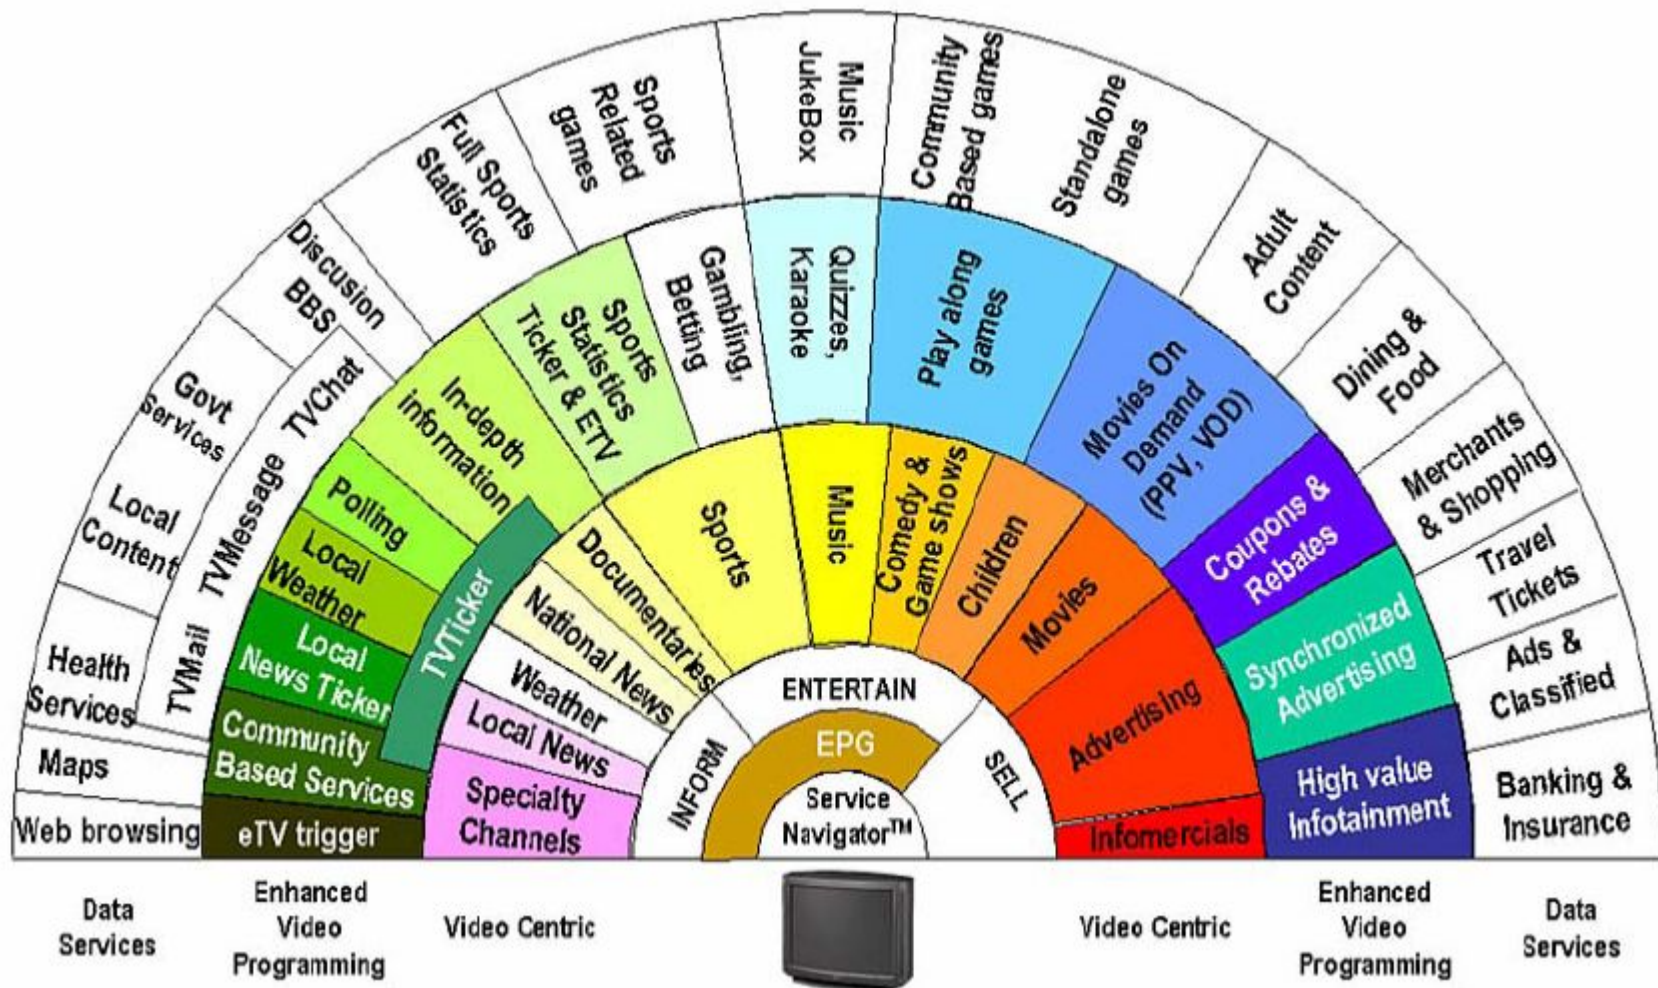 Web browsing
Maps
Health
Services
Local
Content
Govt
Services
Discusion
BBS
Full Sports
Statistics
Sports
Related
games
Music
JukeBox
Community
Based games
Standalone
games
Adult
Content
Dining &
Food
Merchants
& Shopping
Travel
Tickets
Ads &
Classified
Banking &
Insurance
TVMail TVMessage TVChat
eTV trigger
Community
Based Services
Local
News Ticker
Local
Weather
Polling
In-depth
information
Sports
Statistics
Ticker & ETV
Gambling,
Betting
Quizzes,
Karaoke
Play along
games
Movies On
Demand
(PPV, VOD)
Coupons &
Rebates
Synchronized
Advertising
High value
Infotainment
TVTicker
Specialty
Channels
Local News
Weather
National News
Documentaries
Sports
Music
Comedy &
Game shows
Children
Movies
Advertising
Infomercials
INFORM
ENTERTAIN
SELL
EPG
Service
Navigator™
Data
Services
Enhanced
Video
Programming
Video Centric
Video Centric
Enhanced
Video
Programming
Data
Services